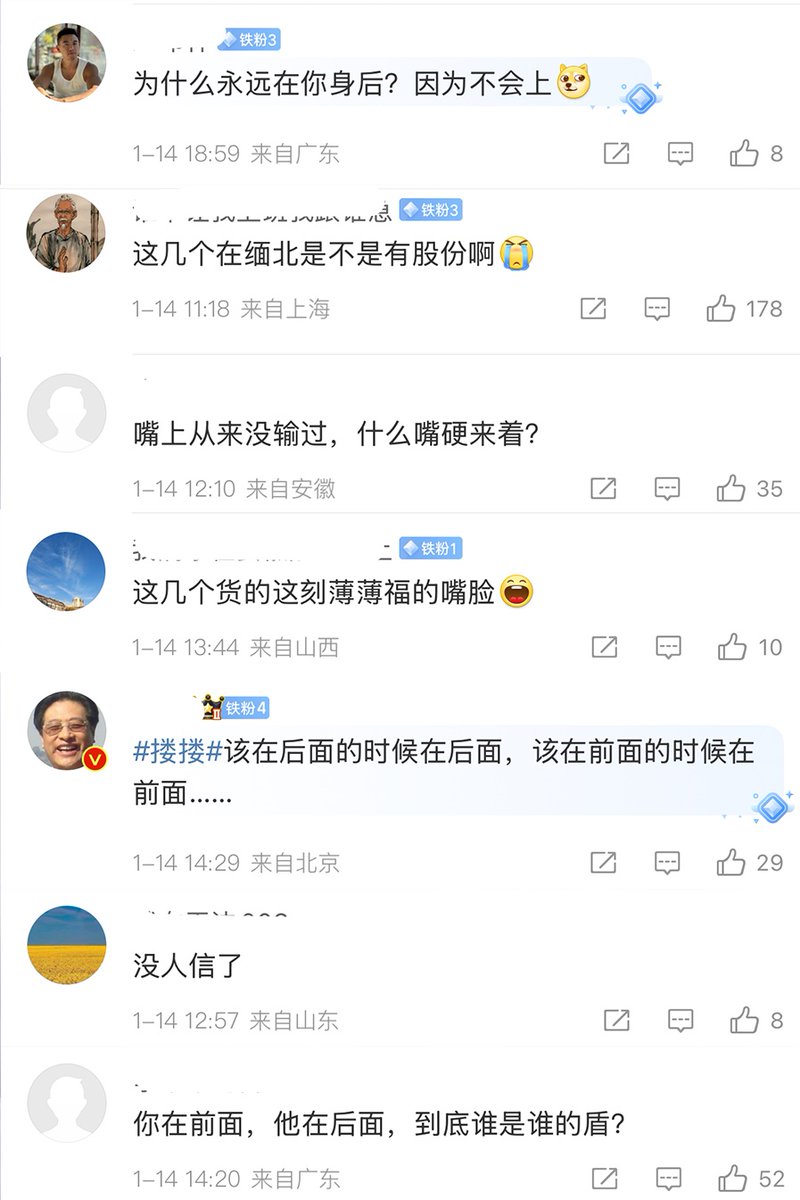 铁粉3
为什么永远在你身后？因为不会上
1-14 18:59 来自广东
8
铁粉3
这几个在缅北是不是有股份啊
1-14 11:18 来自上海
178
嘴上从来没输过，什么嘴硬来着？
1-14 12:10 来自安徽
35
铁粉1
这几个货的这刻薄薄福的嘴脸
1-14 13:44 来自山西
10
铁粉4
#搂搂#该在后面的时候在后面，该在前面的时候在
前面......
1-14 14:29 来自北京
29
没人信了
1-14 12:57 来自山东
8
你在前面，他在后面，到底谁是谁的盾？
1-14 14:20 来自广东
52